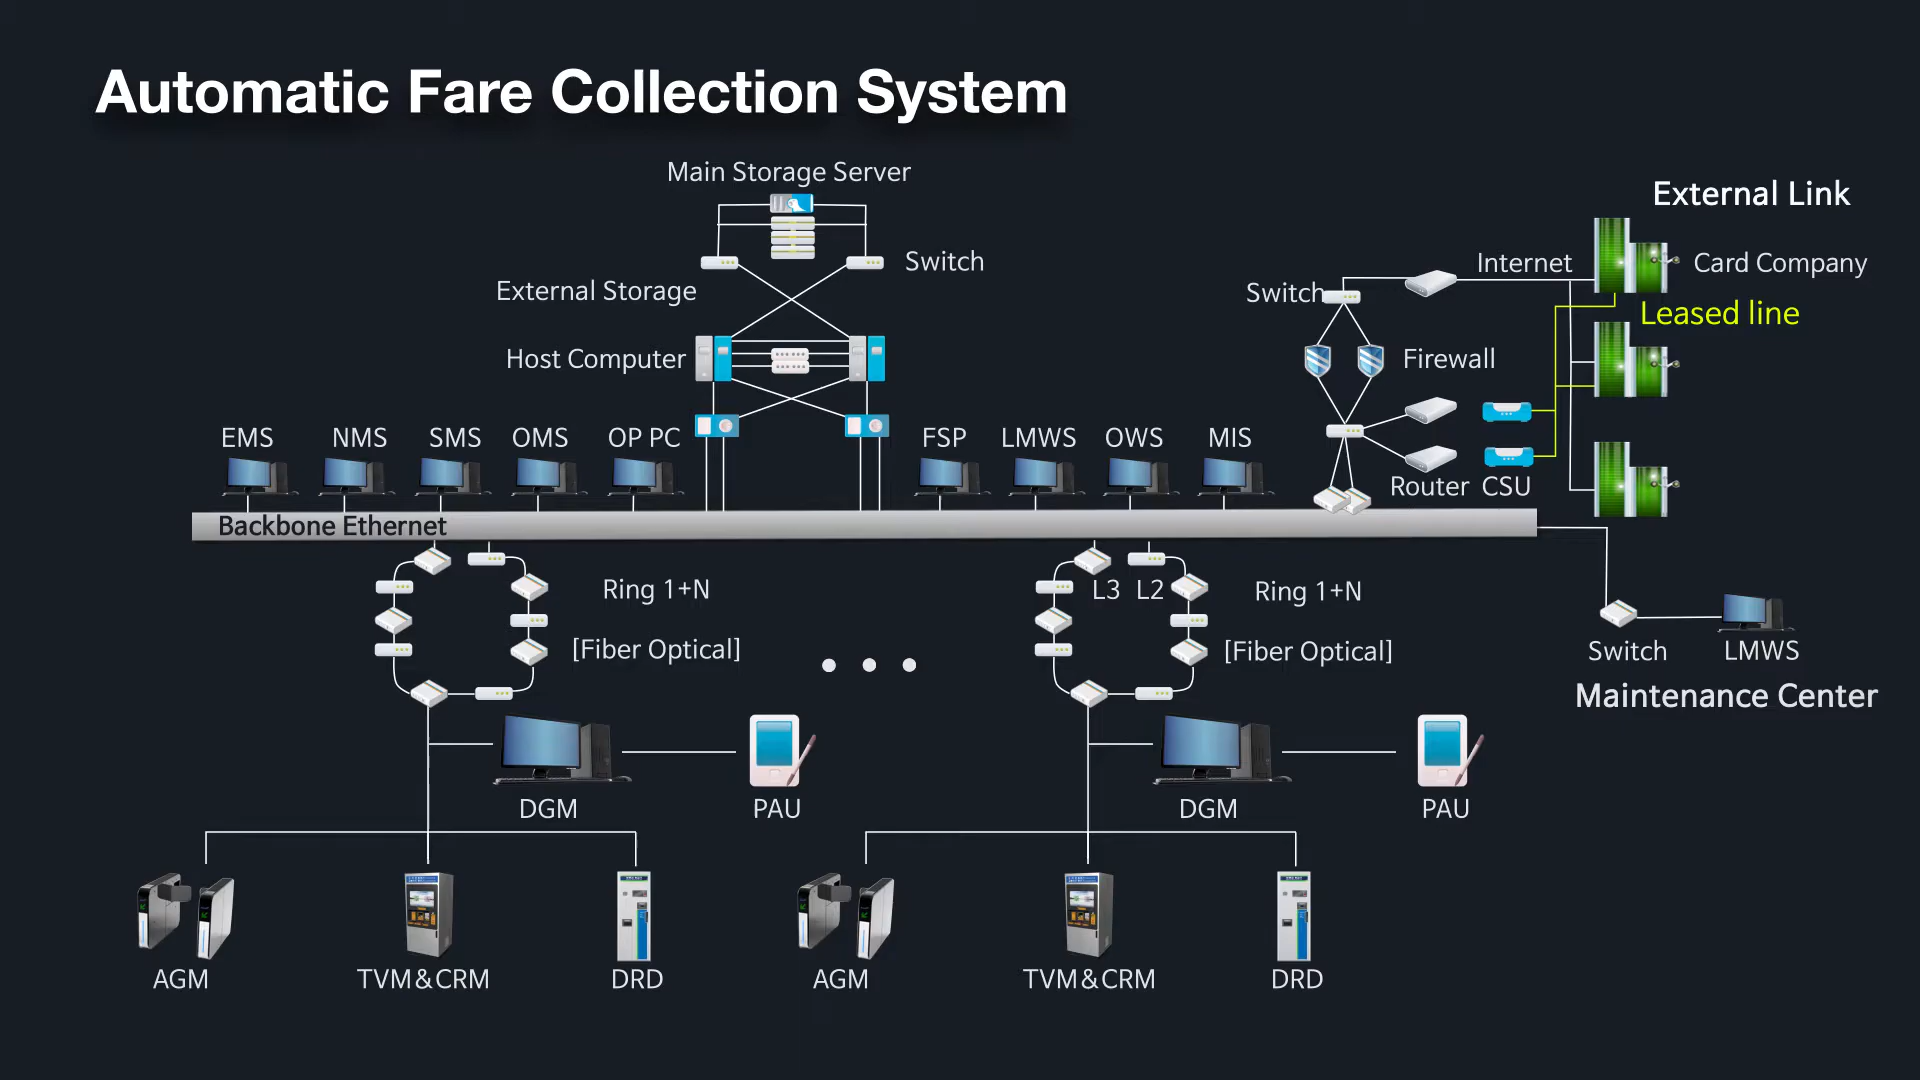 Automatic Fare Collection System
Main Storage Server
External Link
Switch
Internet
Card Company
External Storage
Switch
Leased line
Host Computer
Firewall
EMS
NMS
SMS
OMS
OP PC
FSP
LMWS
OWS
MIS
Router
CSU
Backbone Ethernet
Ring 1+N
L3
L2
Ring 1+N
[Fiber Optical]
[Fiber Optical]
Switch
LMWS
Maintenance Center
DGM
PAU
DGM
PAU
AGM
TVM&CRM
DRD
AGM
TVM&CRM
DRD